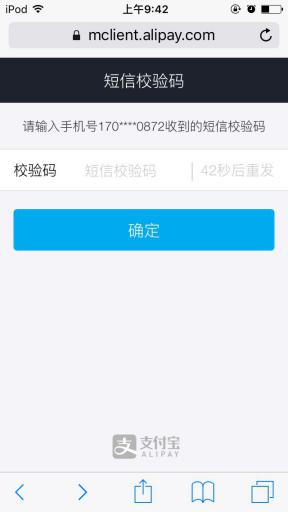 iPod 上午9:42
mclient.alipay.com
短信校验码
请输入手机号170****0872收到的短信校验码
校验码 短信校验码 42秒后重发
确定
支 支付宝
ALIPAY